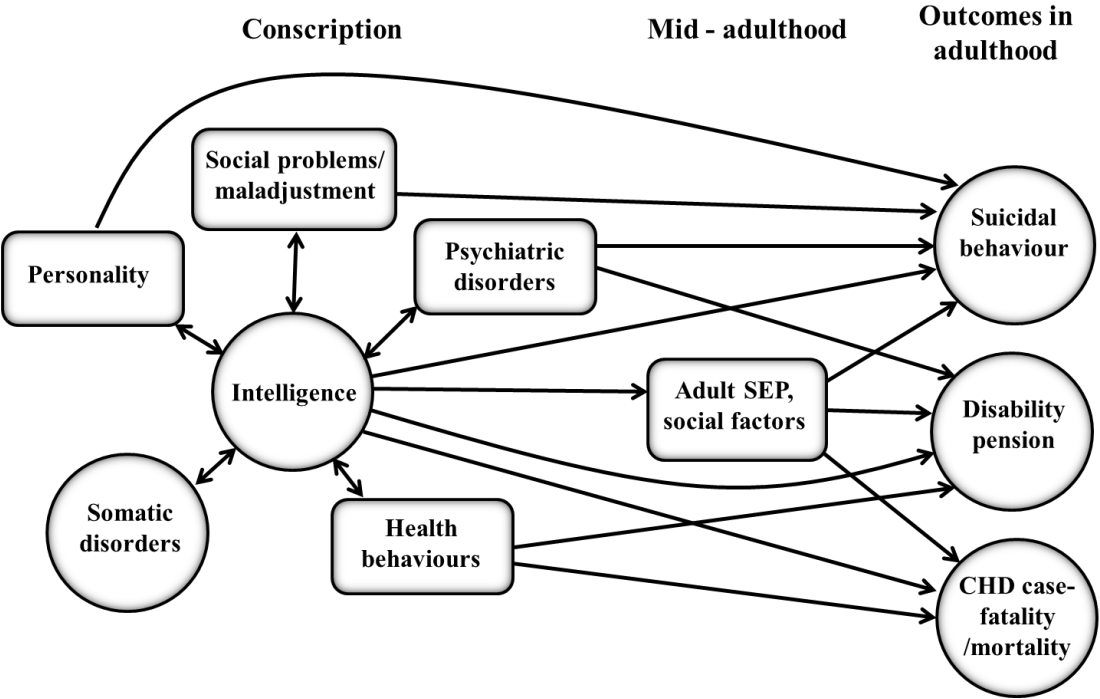 Conscription
Mid - adulthood
Outcomes in
adulthood
Social problems/
maladjustment
Personality
Psychiatric
disorders
Suicidal
behaviour
Intelligence
Adult SEP,
social factors
Disability
pension
Somatic
disorders
Health
behaviours
CHD case-
fatality
/mortality